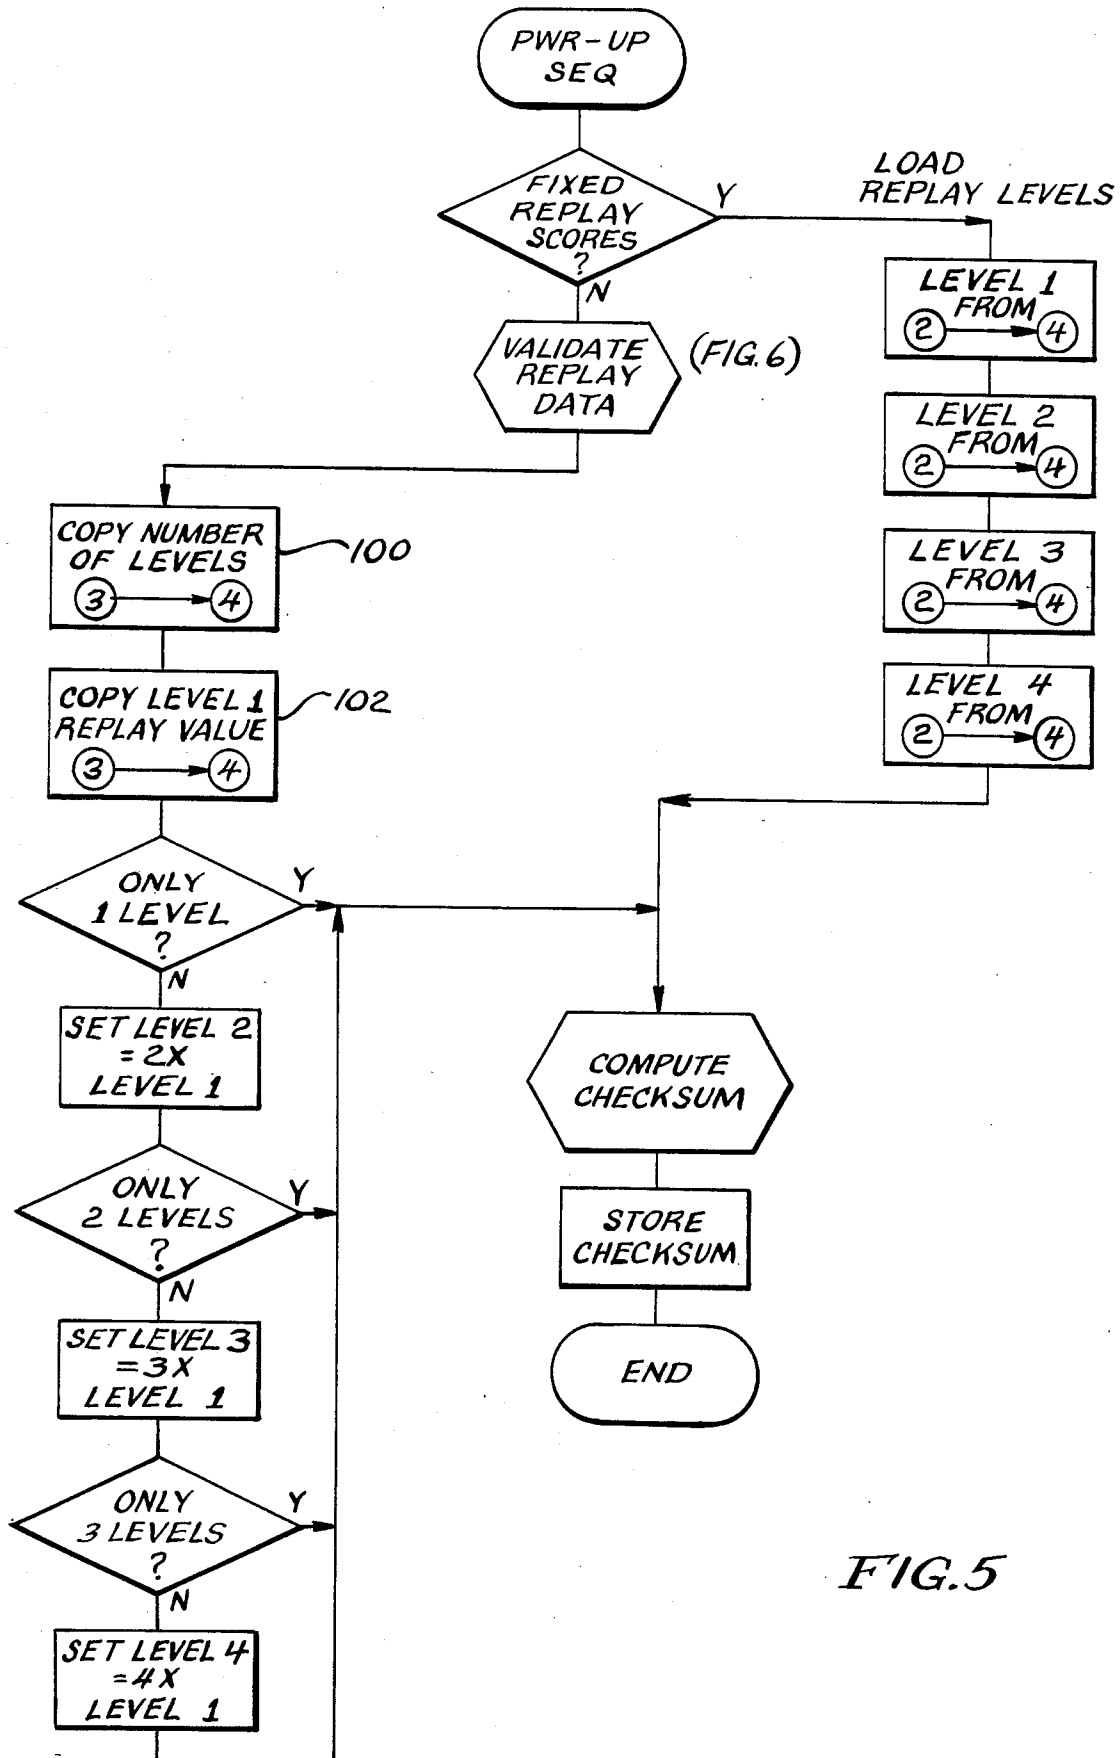 PWR-UP
SEQ
FIXED
REPLAY
SCORES
?
Y
N
LOAD
REPLAY LEVELS
LEVEL 1
FROM
2 4
LEVEL 2
FROM
2 4
LEVEL 3
FROM
2 4
LEVEL 4
FROM
2 4
VALIDATE
REPLAY
DATA
(FIG.6)
COPY NUMBER
OF LEVELS
3 4
100
COPY LEVEL 1
REPLAY VALUE
3 4
102
ONLY
1 LEVEL
?
Y
N
SET LEVEL 2
=2X
LEVEL 1
ONLY
2 LEVELS
?
Y
N
SET LEVEL 3
=3X
LEVEL 1
ONLY
3 LEVELS
?
Y
N
SET LEVEL 4
=4X
LEVEL 1
COMPUTE
CHECKSUM
STORE
CHECKSUM
END
FIG.5